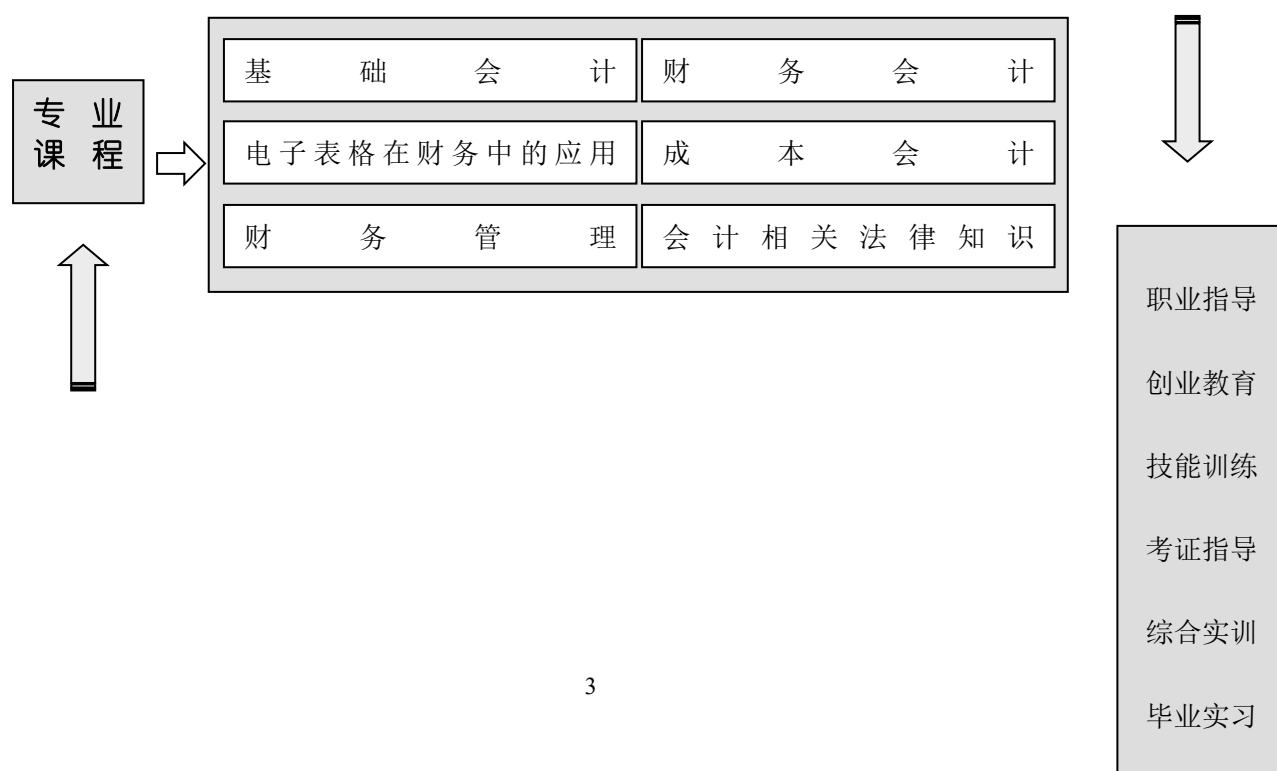 专业
课程
基础会计
财务会计
电子表格在财务中的应用
成本会计
财务管理
会计相关法律知识
职业指导
创业教育
技能训练
考证指导
综合实训
毕业实习
3